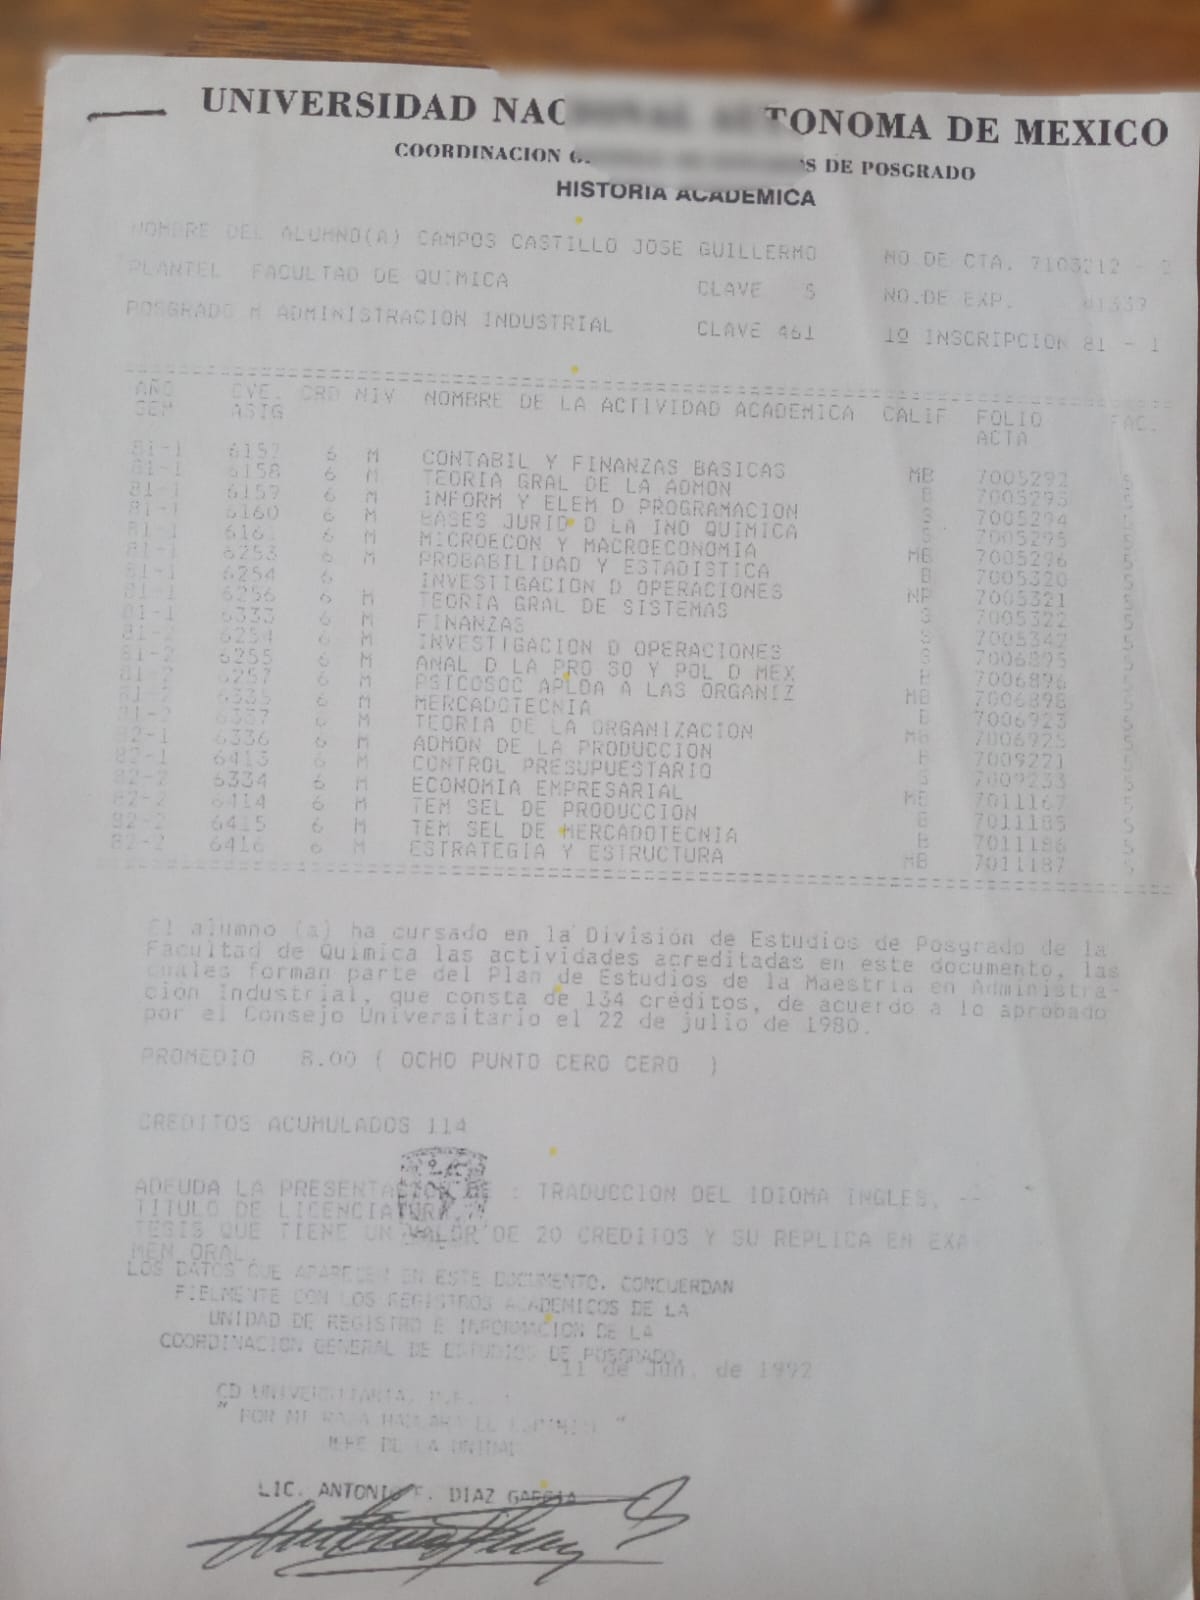 UNIVERSIDAD NAC TONOMA DE MEXICO
COORDINACION G S DE POSGRADO
HISTORIA ACADEMICA
NOMBRE DEL ALUMNO(A) CAMPOS CASTILLO JOSE GUILLERMO NO.DE CTA. 7103212 - 2
PLANTEL FACULTAD DE QUIMICA CLAVE 5 NO.DE EXP. 81339
POSGRADO M ADMINISTRACION INDUSTRIAL CLAVE 461 1º INSCRIPCION 81 - 1
AÑO CVE. CRD NIV NOMBRE DE LA ACTIVIDAD ACADEMICA CALIF FOLIO FAC.
SEM ASIG ACTA
81-1 6157 6 M CONTABIL Y FINANZAS BASICAS MB 7005292 5
81-1 6158 6 M TEORIA GRAL DE LA ADMON B 7005293 5
81-1 6159 6 M INFORM Y ELEM D PROGRAMACION S 7005294 5
81-1 6160 6 M BASES JURID D LA IND QUIMICA S 7005295 5
81-1 6161 6 M MICROECON Y MACROECONOMIA MB 7005296 5
81-1 6253 6 M PROBABILIDAD Y ESTADISTICA B 7005320 5
81-1 6254 6 INVESTIGACION D OPERACIONES NP 7005321 5
81-1 6256 6 M TEORIA GRAL DE SISTEMAS S 7005322 5
81-1 6333 6 M FINANZAS S 7005342 5
81-2 6254 6 M INVESTIGACION D OPERACIONES S 7006895 5
81-2 6255 6 M ANAL D LA PRO SO Y POL D MEX B 7006896 5
81-2 6257 6 M PSICOSOC APLDA A LAS ORGANIZ MB 7006898 5
81-2 6335 6 M MERCADOTECNIA B 7006923 5
81-2 6337 6 M TEORIA DE LA ORGANIZACION MB 7006925 5
82-1 6336 6 M ADMON DE LA PRODUCCION B 7009221 5
82-1 6413 6 M CONTROL PRESUPUESTARIO S 7009233 5
82-2 6334 6 M ECONOMIA EMPRESARIAL MB 7011167 5
82-2 6414 6 M TEM SEL DE PRODUCCION B 7011185 5
82-2 6415 6 M TEM SEL DE MERCADOTECNIA B 7011186 5
82-2 6416 6 M ESTRATEGIA Y ESTRUCTURA MB 7011187 5
El alumno (a) ha cursado en la División de Estudios de Posgrado de la
Facultad de Química las actividades acreditadas en este documento, las
cuales forman parte del Plan de Estudios de la Maestría en Administra-
ción Industrial, que consta de 134 créditos, de acuerdo a lo aprobado
por el Consejo Universitario el 22 de julio de 1980.
PROMEDIO 8.00 ( OCHO PUNTO CERO CERO )
CREDITOS ACUMULADOS 114
ADEUDA LA PRESENTACION DE : TRADUCCION DEL IDIOMA INGLES, --
TITULO DE LICENCIATURA
TESIS QUE TIENE UN VALOR DE 20 CREDITOS Y SU REPLICA EN EXA
MEN ORAL.
LOS DATOS QUE APARECEN EN ESTE DOCUMENTO, CONCUERDAN
FIELMENTE CON LOS REGISTROS ACADEMICOS DE LA
UNIDAD DE REGISTRO E INFORMACION DE LA
COORDINACION GENERAL DE ESTUDIOS DE POSGRADO.
11 de Jun. de 1992
CD UNIVERSITARIA, D.F.
" POR MI RAZA HABLARA EL ESPIRITU "
JEFE DE LA UNIDAD
LIC. ANTONIO F. DIAZ GARCIA